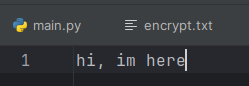 main.py encrypt.txt
1 hi, im here